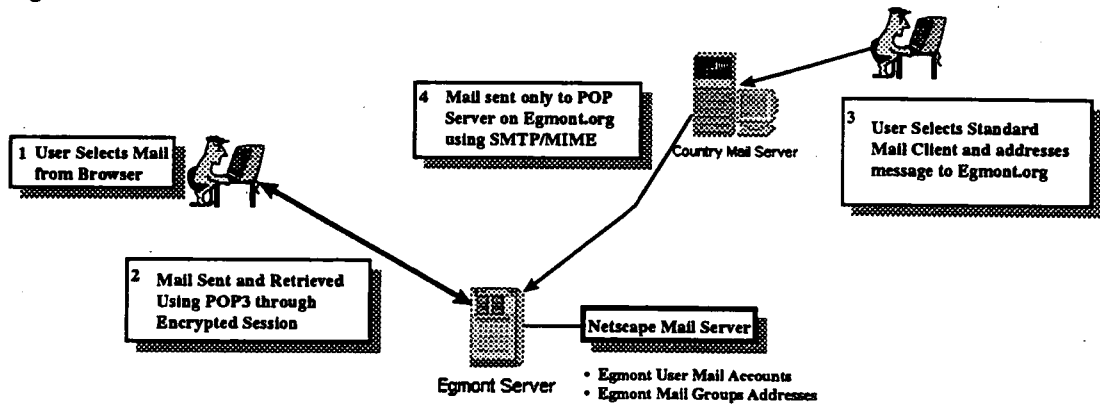 1 User Selects Mail
from Browser
2 Mail Sent and Retrieved
Using POP3 through
Encrypted Session
3 User Selects Standard
Mail Client and addresses
message to Egmont.org
4 Mail sent only to POP
Server on Egmont.org
using SMTP/MIME
Country Mail Server
Egmont Server
Netscape Mail Server
• Egmont User Mail Accounts
• Egmont Mail Groups Addresses